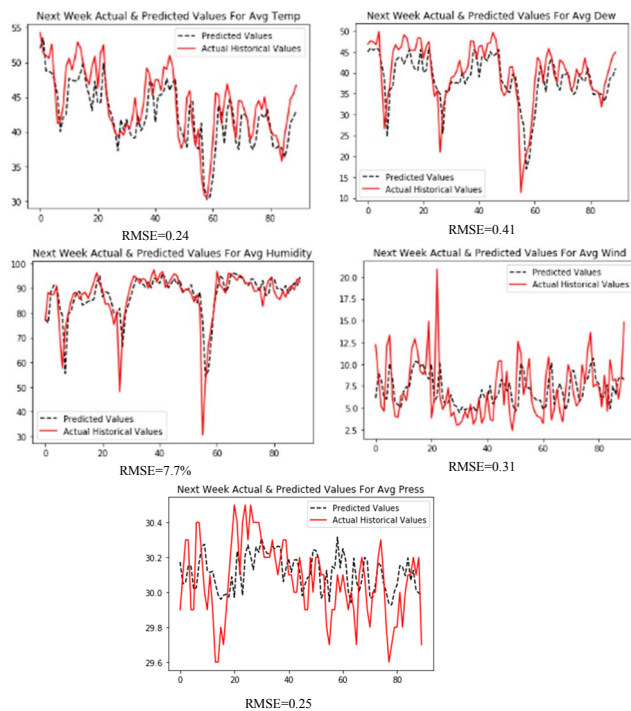 Next Week Actual & Predicted Values For Avg Temp
55
50
45
40
35
30
0 20 40 60 80
Predicted Values
Actual Historical Values
RMSE=0.24
Next Week Actual & Predicted Values For Avg Dew
50
45
40
35
30
25
20
15
10
0 20 40 60 80
Predicted Values
Actual Historical Values
RMSE=0.41
Next Week Actual & Predicted Values For Avg Humidity
100
90
80
70
60
50
40
30
0 20 40 60 80
Predicted Values
Actual Historical Values
RMSE=7.7%
Next Week Actual & Predicted Values For Avg Wind
20.0
17.5
15.0
12.5
10.0
7.5
5.0
2.5
0 20 40 60 80
Predicted Values
Actual Historical Values
RMSE=0.31
Next Week Actual & Predicted Values For Avg Press
30.4
30.2
30.0
29.8
29.6
0 20 40 60 80
Predicted Values
Actual Historical Values
RMSE=0.25